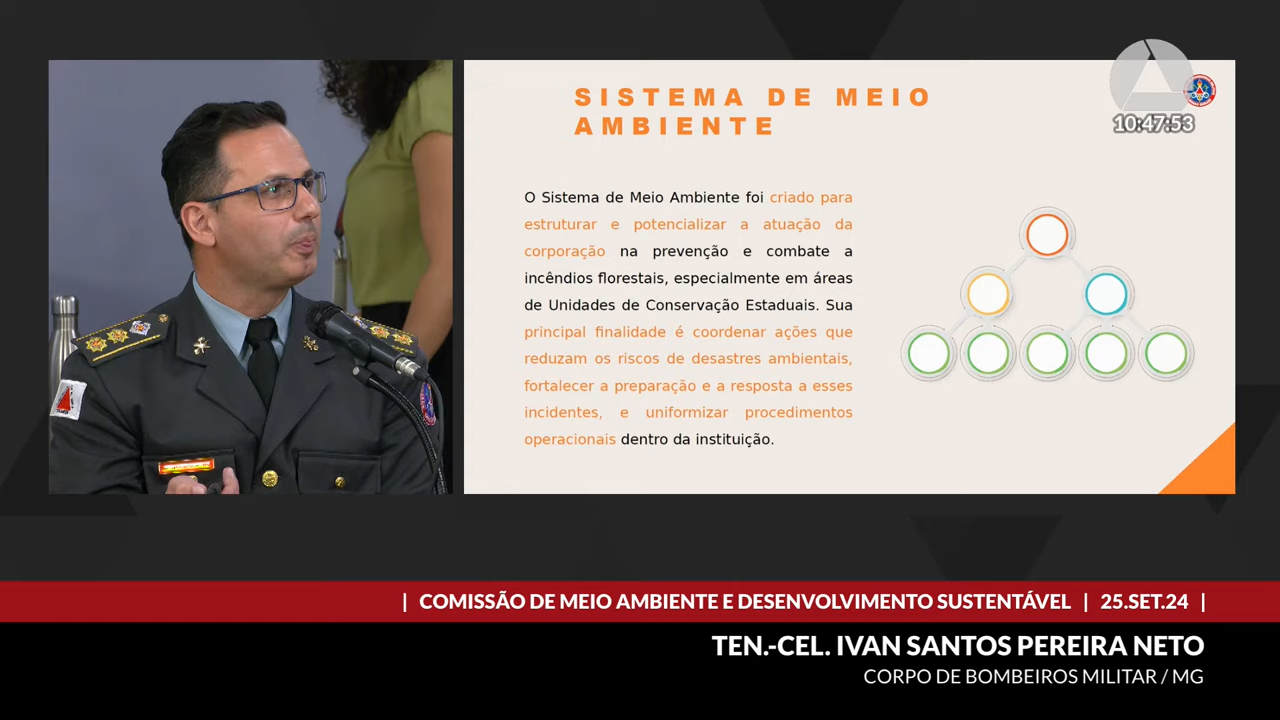 SISTEMA DE MEIO
AMBIENTE
10:47:53
O Sistema de Meio Ambiente foi criado para
estruturar e potencializar a atuação da
corporação na prevenção e combate a
incêndios florestais, especialmente em áreas
de Unidades de Conservação Estaduais. Sua
principal finalidade é coordenar ações que
reduzam os riscos de desastres ambientais,
fortalecer a preparação e a resposta a esses
incidentes, e uniformizar procedimentos
operacionais dentro da instituição.
| COMISSÃO DE MEIO AMBIENTE E DESENVOLVIMENTO SUSTENTÁVEL | 25.SET.24 |
TEN.-CEL. IVAN SANTOS PEREIRA NETO
CORPO DE BOMBEIROS MILITAR / MG